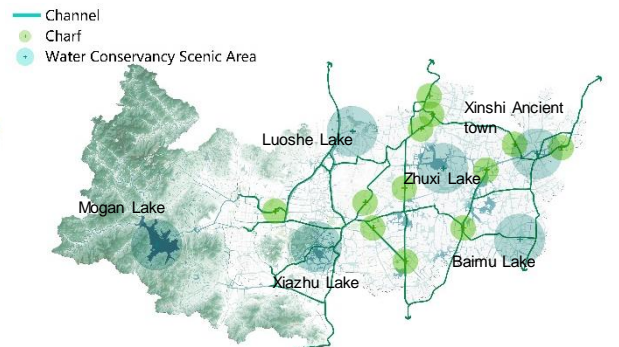 Channel
Charf
Water Conservancy Scenic Area
Xinshi Ancient
town
Luoshe Lake
Zhuxi Lake
Mogan Lake
Baimu Lake
Xiazhu Lake